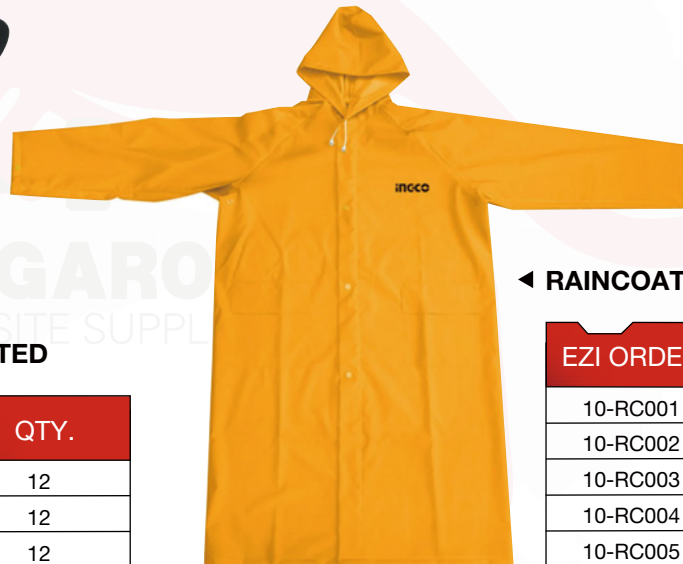 INGCO
GARO
SITE SUPPL
RAINCOAT
TED
EZI ORDE
QTY.
10-RC001
10-RC002
12
10-RC003
12
10-RC004
12
10-RC005